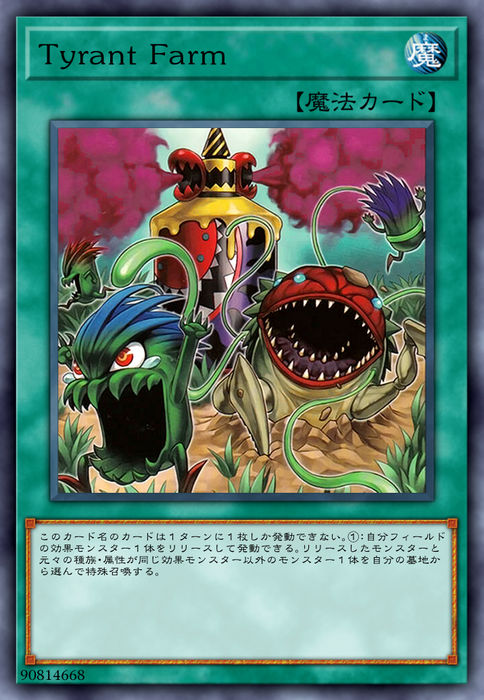 Tyrant Farm
魔
【魔法カード】
このカード名のカードは1ターンに1枚しか発動できない。①:自分フィールド
の効果モンスター1体をリリースして発動できる。リリースしたモンスターと
元々の種族・属性が同じ効果モンスター以外のモンスター1体を自分の墓地か
ら選んで特殊召喚する。
90814668